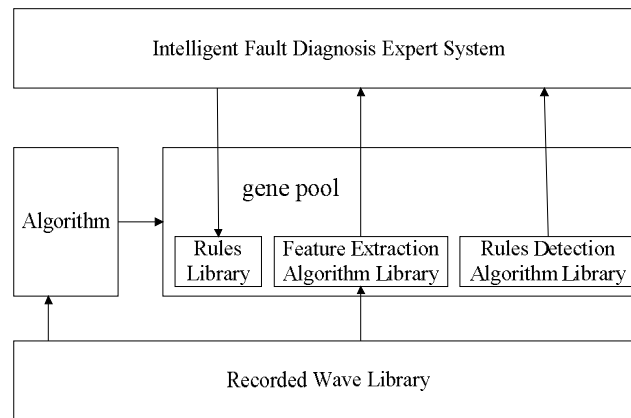 Intelligent Fault Diagnosis Expert System
gene pool
Algorithm
Rules
Library
Feature Extraction
Algorithm Library
Rules Detection
Algorithm Library
Recorded Wave Library